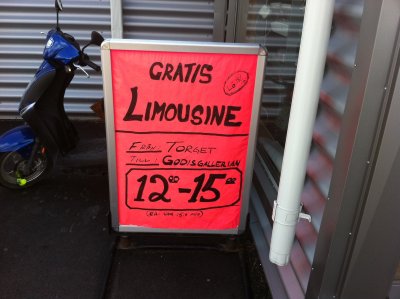 GRATIS
LIMOUSINE
FRÅN: TORGET
TILL: GODISGALLERIAN
12⁰⁰-15⁰⁰